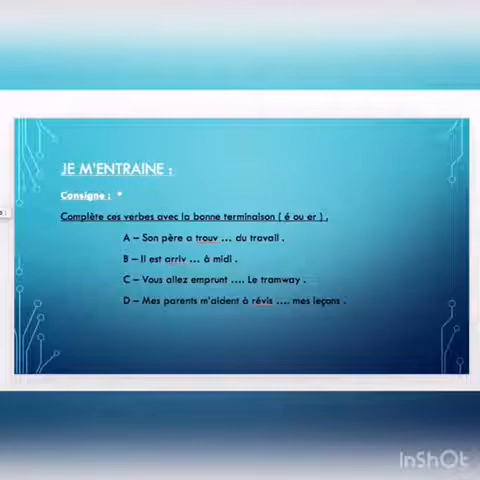 JE M'ENTRAINE :
Consigne : *
Complète ces verbes avec la bonne terminaison ( é ou er ) .
A – Son père a trouv … du travail .
B – Il est arriv … à midi .
C – Vous allez emprunt …. Le tramway .
D – Mes parents m'aident à révis …. mes leçons .
InShOt